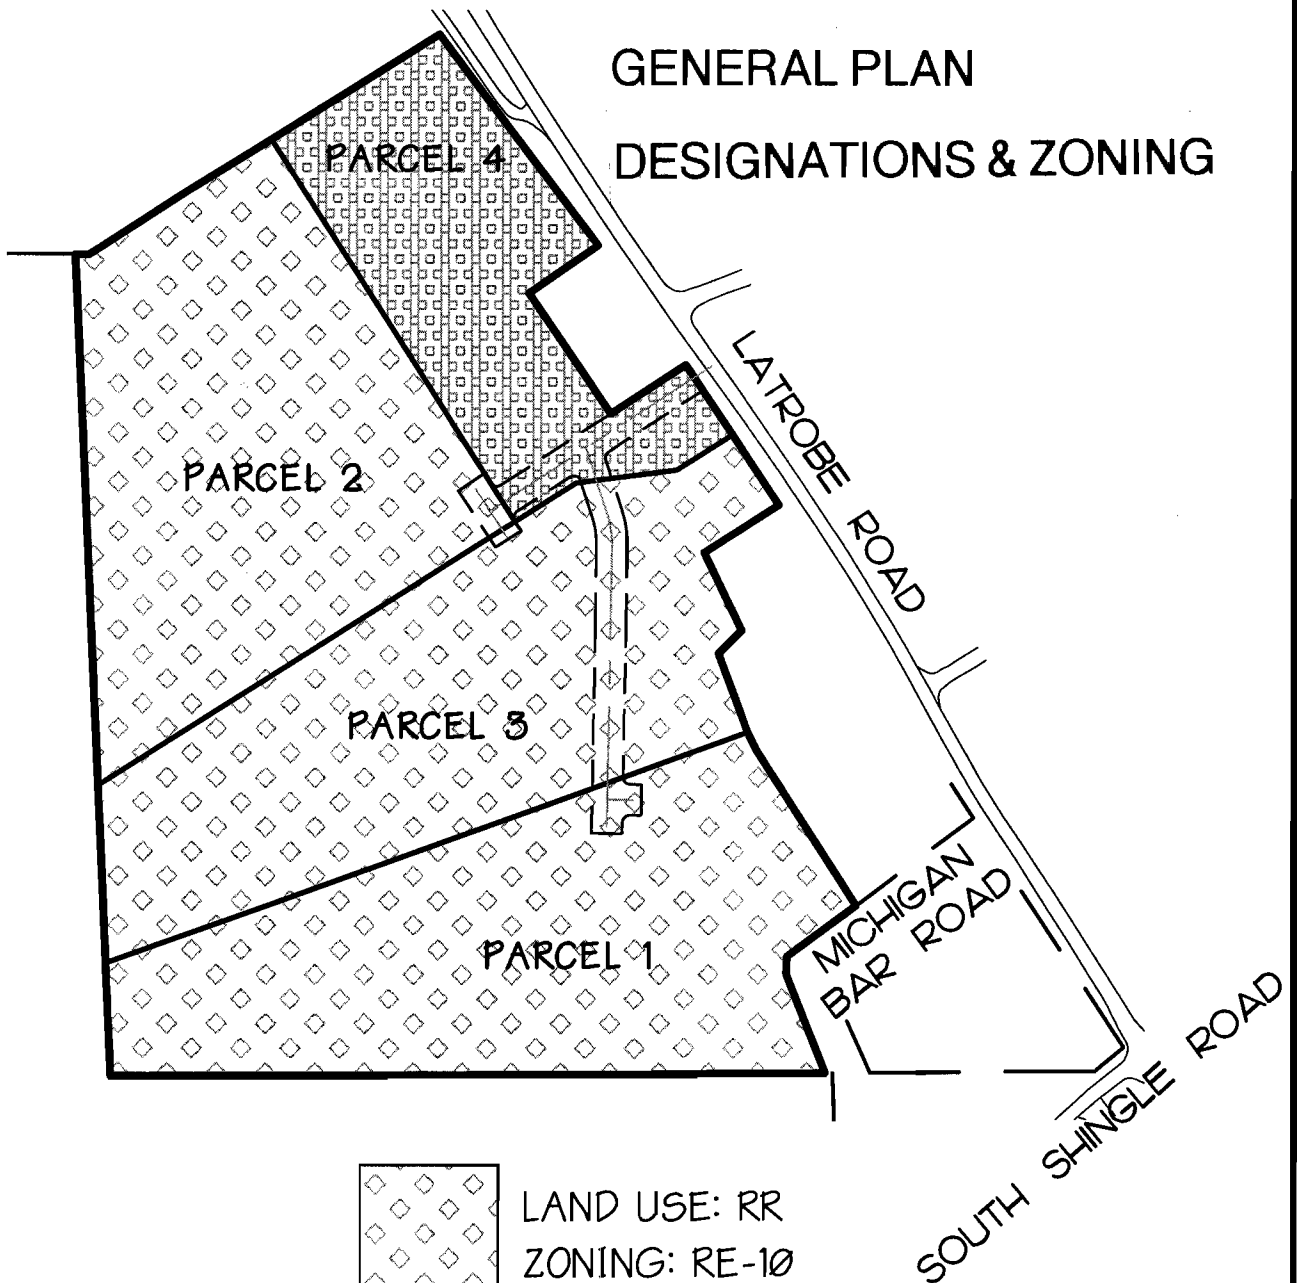 GENERAL PLAN
DESIGNATIONS & ZONING
PARCEL 4
LATROBE ROAD
PARCEL 2
PARCEL 3
MICHIGAN
BAR ROAD
PARCEL 1
SOUTH SHINGLE ROAD
LAND USE: RR
ZONING: RE-10